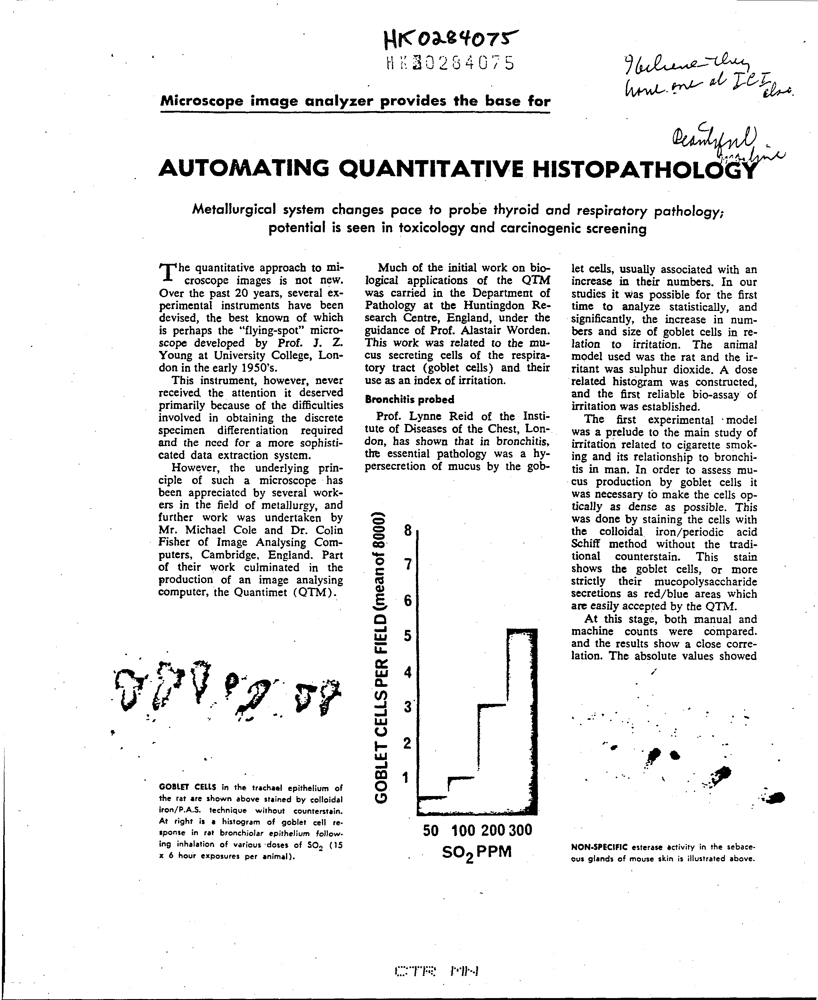 HK0284075
HK0284075
I believe they
have one at ICI
also.
Beautiful
Microscope image analyzer provides the base for
AUTOMATING QUANTITATIVE HISTOPATHOLOGY
Metallurgical system changes pace to probe thyroid and respiratory pathology;
potential is seen in toxicology and carcinogenic screening
The quantitative approach to mi-
croscope images is not new.
Over the past 20 years, several ex-
perimental instruments have been
devised, the best known of which
is perhaps the "flying-spot" micro-
scope developed by Prof. J. Z.
Young at University College, Lon-
don in the early 1950's.
This instrument, however, never
received the attention it deserved
primarily because of the difficulties
involved in obtaining the discrete
specimen differentiation required
and the need for a more sophisti-
cated data extraction system.
However, the underlying prin-
ciple of such a microscope has
been appreciated by several work-
ers in the field of metallurgy, and
further work was undertaken by
Mr. Michael Cole and Dr. Colin
Fisher of Image Analysing Com-
puters, Cambridge, England. Part
of their work culminated in the
production of an image analysing
computer, the Quantimet (QTM).
GOBLET CELLS in the tracheal epithelium of
the rat are shown above stained by colloidal
iron/P.A.S. technique without counterstain.
At right is a histogram of goblet cell re-
sponse in rat bronchiolar epithelium follow-
ing inhalation of various doses of SO2 (15
x 6 hour exposures per animal).
Much of the initial work on bio-
logical applications of the QTM
was carried in the Department of
Pathology at the Huntingdon Re-
search Centre, England, under the
guidance of Prof. Alastair Worden.
This work was related to the mu-
cus secreting cells of the respira-
tory tract (goblet cells) and their
use as an index of irritation.
Bronchitis probed
Prof. Lynne Reid of the Insti-
tute of Diseases of the Chest, Lon-
don, has shown that in bronchitis,
the essential pathology was a hy-
persecretion of mucus by the gob-
GOBLET CELLS PER FIELD (mean of 8000)
8
7
6
5
4
3
2
1
50 100 200 300
SO2 PPM
let cells, usually associated with an
increase in their numbers. In our
studies it was possible for the first
time to analyze statistically, and
significantly, the increase in num-
bers and size of goblet cells in re-
lation to irritation. The animal
model used was the rat and the ir-
ritant was sulphur dioxide. A dose
related histogram was constructed,
and the first reliable bio-assay of
irritation was established.
The first experimental model
was a prelude to the main study of
irritation related to cigarette smok-
ing and its relationship to bronchi-
tis in man. In order to assess mu-
cus production by goblet cells it
was necessary to make the cells op-
tically as dense as possible. This
was done by staining the cells with
the colloidal iron/periodic acid
Schiff method without the tradi-
tional counterstain. This stain
shows the goblet cells, or more
strictly their mucopolysaccharide
secretions as red/blue areas which
are easily accepted by the QTM.
At this stage, both manual and
machine counts were compared.
and the results show a close corre-
lation. The absolute values showed
NON-SPECIFIC esterase activity in the sebace-
ous glands of mouse skin is illustrated above.
CTR MN